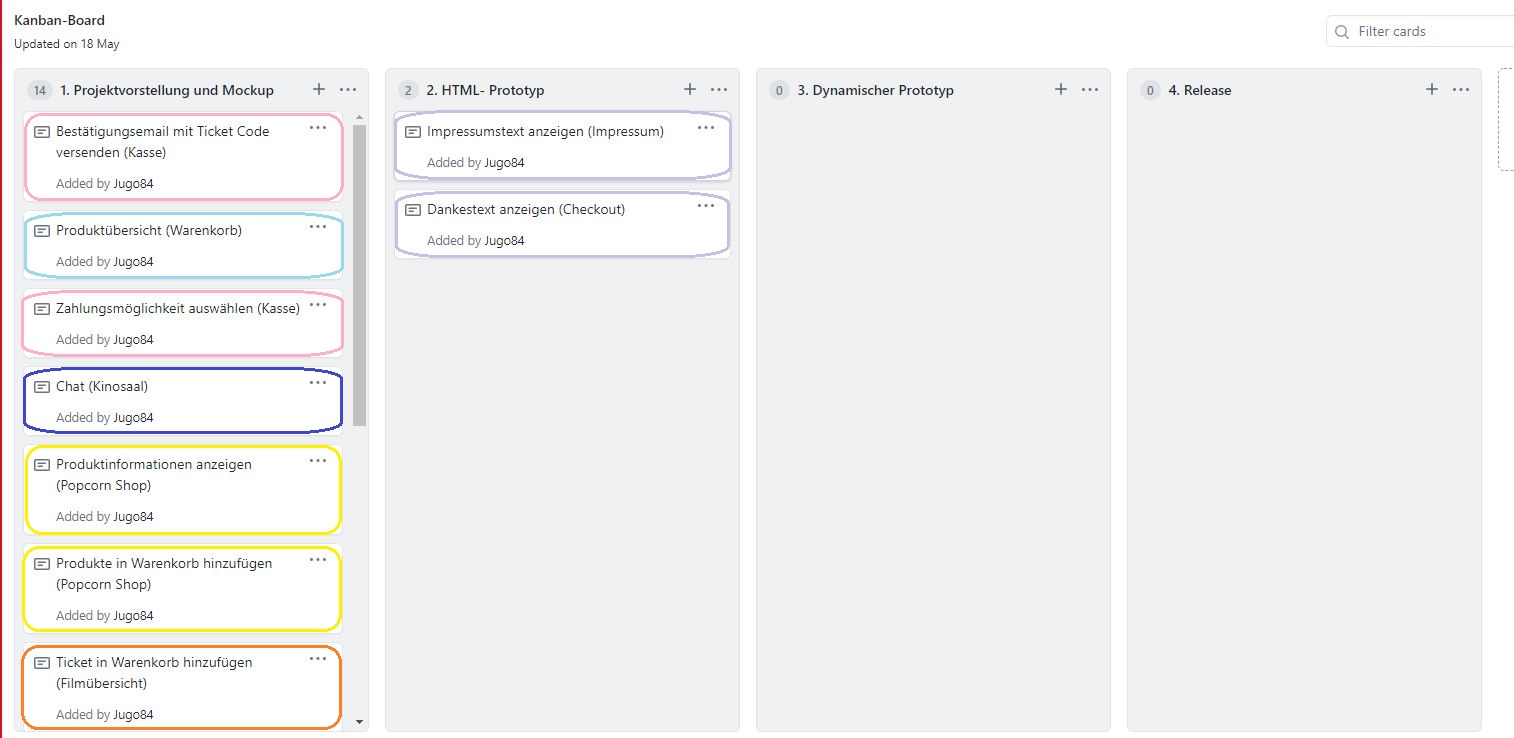 Kanban-Board
Updated on 18 May
Filter cards
14 1. Projektvorstellung und Mockup
Bestätigungsemail mit Ticket Code
versenden (Kasse)
Added by Jugo84
Produktübersicht (Warenkorb)
Added by Jugo84
Zahlungsmöglichkeit auswählen (Kasse)
Added by Jugo84
Chat (Kinosaal)
Added by Jugo84
Produktinformationen anzeigen
(Popcorn Shop)
Added by Jugo84
Produkte in Warenkorb hinzufügen
(Popcorn Shop)
Added by Jugo84
Ticket in Warenkorb hinzufügen
(Filmübersicht)
Added by Jugo84
2 2. HTML- Prototyp
Impressumstext anzeigen (Impressum)
Added by Jugo84
Dankestext anzeigen (Checkout)
Added by Jugo84
0 3. Dynamischer Prototyp
0 4. Release